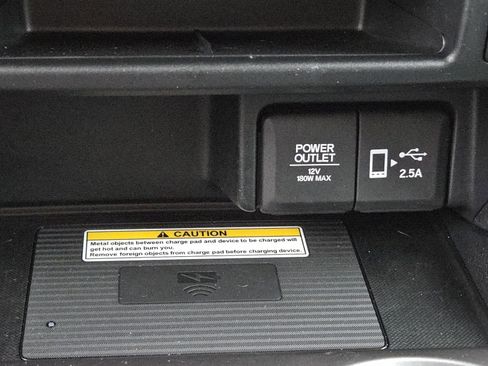 POWER
OUTLET
12V
180W MAX
2.5A
CAUTION
Metal objects between charge pad and device to be charged will
get hot and can burn you.
Remove foreign objects from charge pad before charging device.